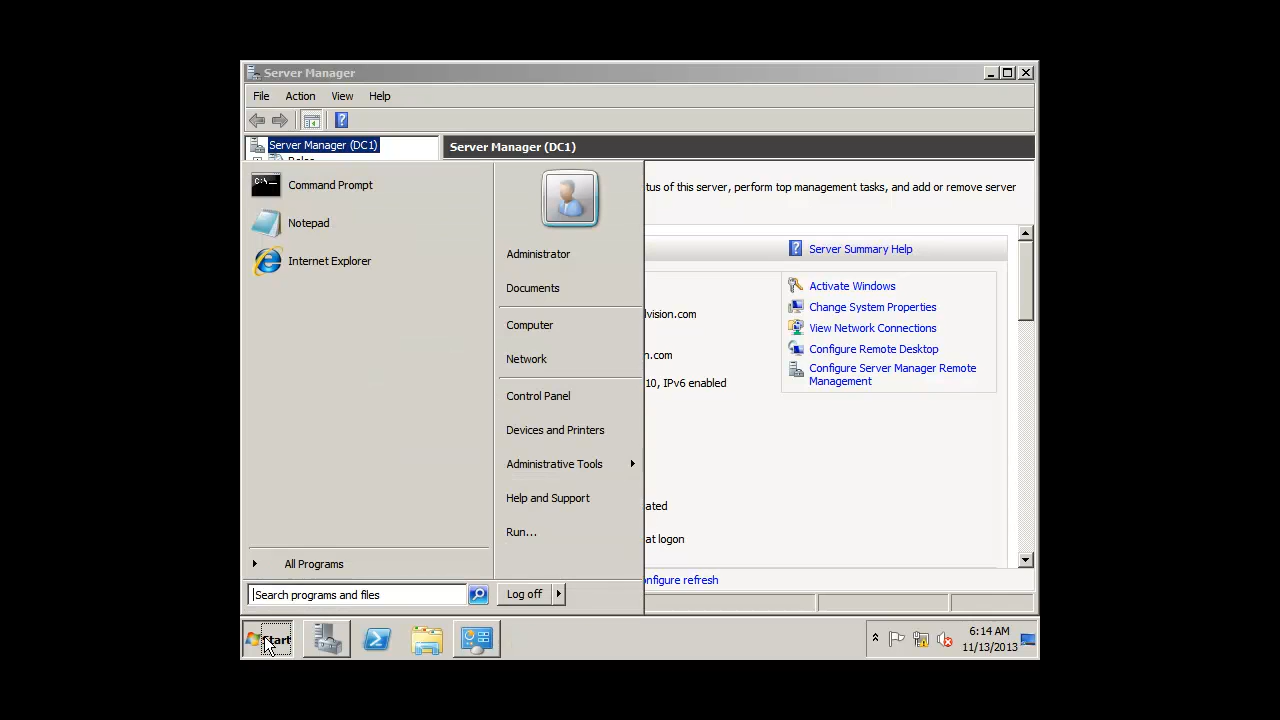 Server Manager
File Action View Help
Server Manager (DC1)
Server Manager (DC1)
Command Prompt
Notepad
Internet Explorer
All Programs
Search programs and files
Administrator
Documents
Computer
Network
Control Panel
Devices and Printers
Administrative Tools
Help and Support
Run...
Log off
tus of this server, perform top management tasks, and add or remove server
Server Summary Help
Activate Windows
Change System Properties
View Network Connections
Configure Remote Desktop
Configure Server Manager Remote
Management
lvision.com
n.com
10, IPv6 enabled
ated
at logon
onfigure refresh
Start
6:14 AM
11/13/2013